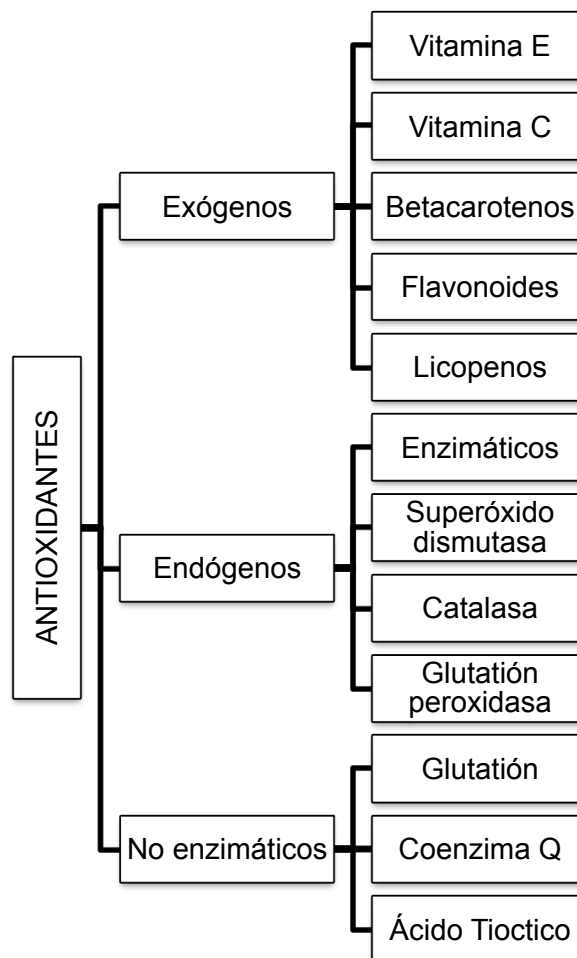 ANTIOXIDANTES
Exógenos
Vitamina E
Vitamina C
Betacarotenos
Flavonoides
Licopenos
Endógenos
Enzimáticos
Superóxido
dismutasa
Catalasa
Glutatión
peroxidasa
No enzimáticos
Glutatión
Coenzima Q
Ácido Tioctico